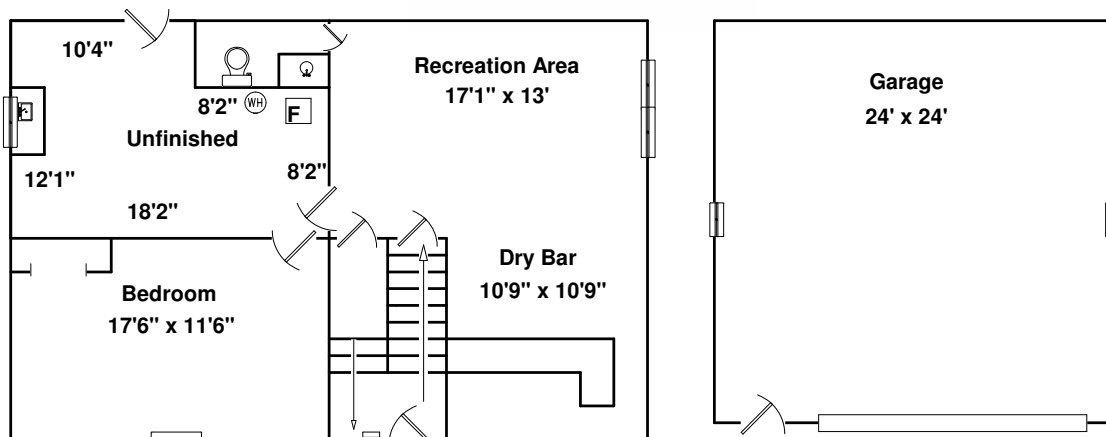 10'4"
8'2"
WH
F
Unfinished
12'1"
8'2"
18'2"
Recreation Area
17'1" x 13'
Dry Bar
10'9" x 10'9"
Bedroom
17'6" x 11'6"
Garage
24' x 24'